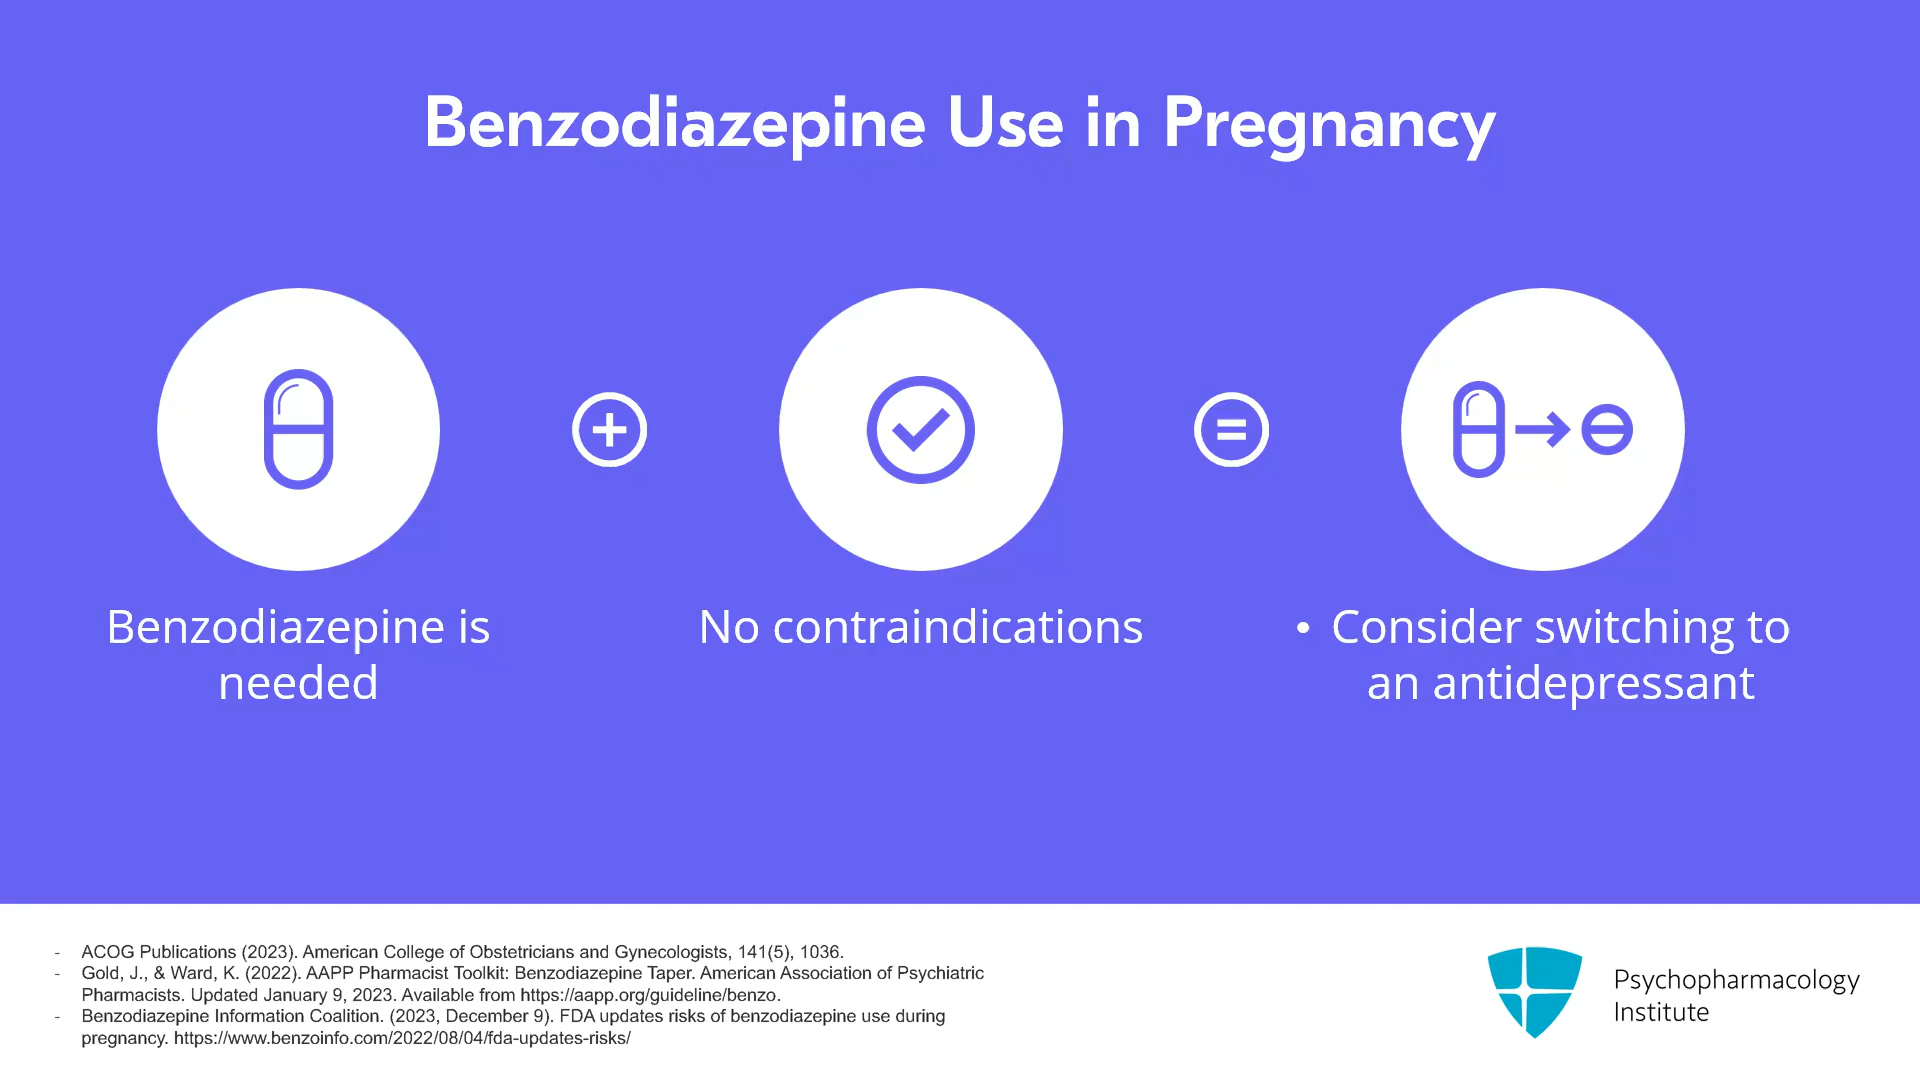 Benzodiazepine Use in Pregnancy
Benzodiazepine is
needed
No contraindications
• Consider switching to
an antidepressant
- ACOG Publications (2023). American College of Obstetricians and Gynecologists, 141(5), 1036.
- Gold, J., & Ward, K. (2022). AAPP Pharmacist Toolkit: Benzodiazepine Taper. American Association of Psychiatric
Pharmacists. Updated January 9, 2023. Available from https://aapp.org/guideline/benzo.
- Benzodiazepine Information Coalition. (2023, December 9). FDA updates risks of benzodiazepine use during
pregnancy. https://www.benzoinfo.com/2022/08/04/fda-updates-risks/
Psychopharmacology
Institute